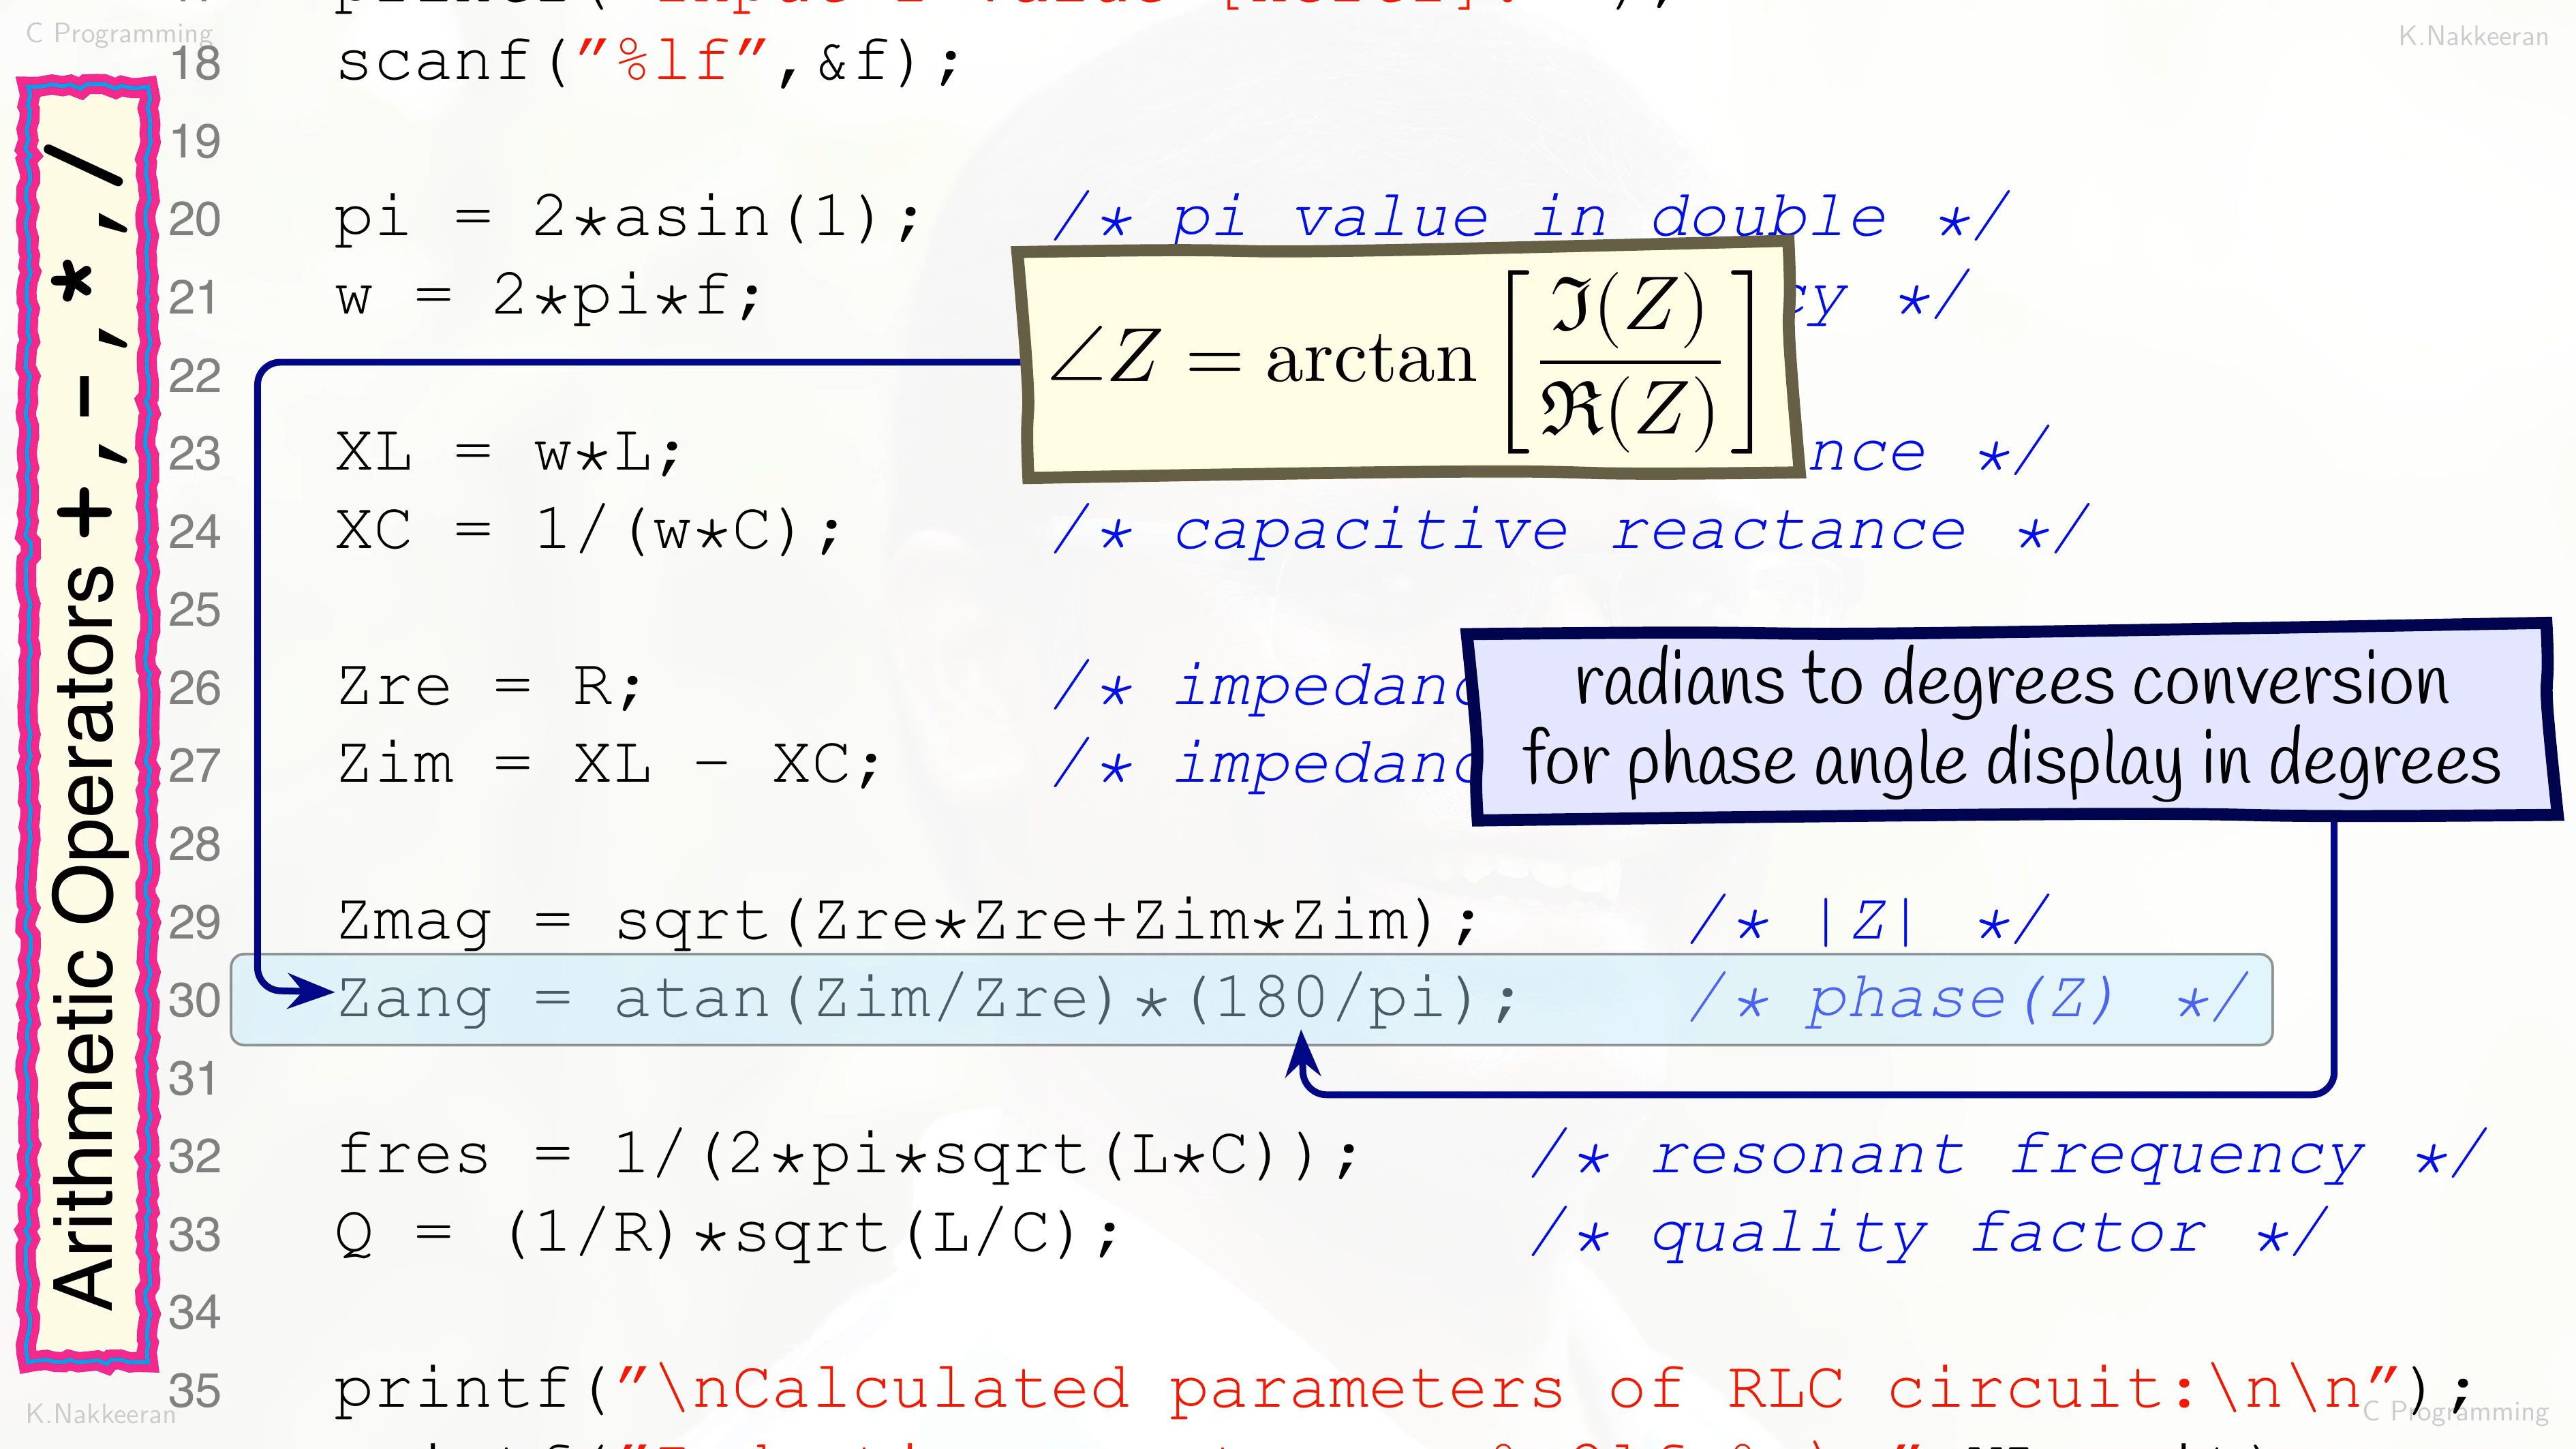 C Programming
K.Nakkeeran
Arithmetic Operators +,-,*,/
18 scanf("%lf",&f);
19
20 pi = 2*asin(1); /* pi value in double */
21 w = 2*pi*f; cy */
∠Z = arctan [ℑ(Z)/ℜ(Z)]
22
23 XL = w*L; nce */
24 XC = 1/(w*C); /* capacitive reactance */
25
26 Zre = R; /* impedanc
27 Zim = XL - XC; /* impedanc
radians to degrees conversion
for phase angle display in degrees
28
29 Zmag = sqrt(Zre*Zre+Zim*Zim); /* |Z| */
30 Zang = atan(Zim/Zre)*(180/pi); /* phase(Z) */
31
32 fres = 1/(2*pi*sqrt(L*C)); /* resonant frequency */
33 Q = (1/R)*sqrt(L/C); /* quality factor */
34
35 printf("\nCalculated parameters of RLC circuit:\n\n");
K.Nakkeeran
C Programming